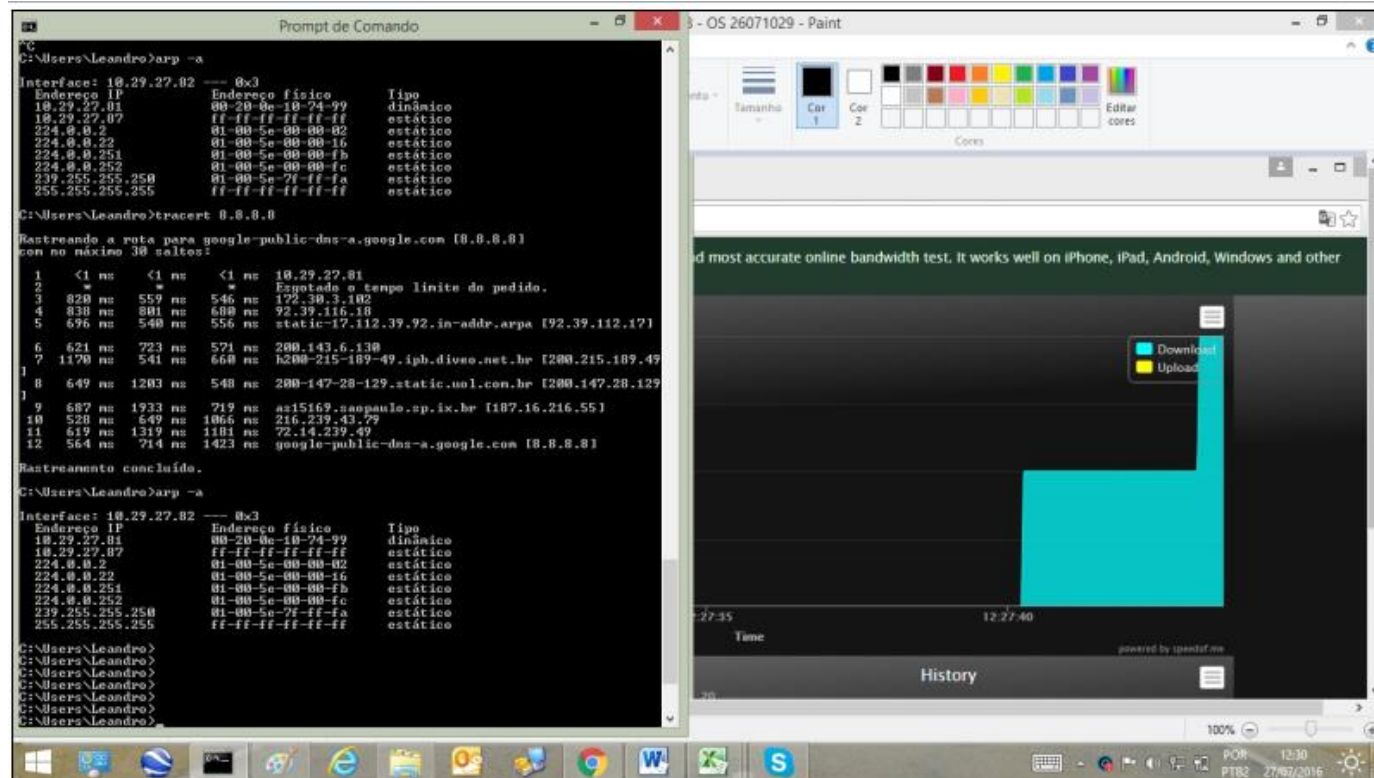 Prompt de Comando
^C
C:\Users\Leandro>arp -a
Interface: 10.29.27.82 --- 0x3
Endereço IP Endereço físico Tipo
10.29.27.81 00-20-0e-10-74-99 dinâmico
10.29.27.87 ff-ff-ff-ff-ff-ff estático
224.0.0.2 01-00-5e-00-00-02 estático
224.0.0.22 01-00-5e-00-00-16 estático
224.0.0.251 01-00-5e-00-00-fb estático
224.0.0.252 01-00-5e-00-00-fc estático
239.255.255.250 01-00-5e-7f-ff-fa estático
255.255.255.255 ff-ff-ff-ff-ff-ff estático
C:\Users\Leandro>tracert 8.8.8.8
Rastreando a rota para google-public-dns-a.google.com [8.8.8.8]
com no máximo 30 saltos:
1 <1 ms <1 ms <1 ms 10.29.27.81
2 * * * Esgotado o tempo limite do pedido.
3 820 ms 559 ms 546 ms 172.30.3.102
4 838 ms 801 ms 680 ms 92.39.116.18
5 696 ms 540 ms 556 ms static-17.112.39.92.in-addr.arpa [92.39.112.17]
6 621 ms 723 ms 571 ms 200.143.6.130
7 1170 ms 541 ms 660 ms h200-215-189-49.ipb.diveo.net.br [200.215.189.49
]
8 649 ms 1203 ms 548 ms 200-147-28-129.static.uol.com.br [200.147.28.129
]
9 687 ms 1933 ms 719 ms as15169.saopaulo.sp.ix.br [187.16.216.55]
10 528 ms 649 ms 1066 ms 216.239.43.79
11 619 ms 1319 ms 1181 ms 72.14.239.49
12 564 ms 714 ms 1423 ms google-public-dns-a.google.com [8.8.8.8]
Rastreamento concluído.
C:\Users\Leandro>arp -a
Interface: 10.29.27.82 --- 0x3
Endereço IP Endereço físico Tipo
10.29.27.81 00-20-0e-10-74-99 dinâmico
10.29.27.87 ff-ff-ff-ff-ff-ff estático
224.0.0.2 01-00-5e-00-00-02 estático
224.0.0.22 01-00-5e-00-00-16 estático
224.0.0.251 01-00-5e-00-00-fb estático
224.0.0.252 01-00-5e-00-00-fc estático
239.255.255.250 01-00-5e-7f-ff-fa estático
255.255.255.255 ff-ff-ff-ff-ff-ff estático
C:\Users\Leandro>
C:\Users\Leandro>
C:\Users\Leandro>
C:\Users\Leandro>
C:\Users\Leandro>
C:\Users\Leandro>_
- OS 26071029 - Paint
Tamanho
Cor 1
Cor 2
Editar cores
Cores
most accurate online bandwidth test. It works well on iPhone, iPad, Android, Windows and other
Download
Upload
:27:35
12:27:40
Time
powered by speedof.me
History
20
100%
POR
PTB2
12:30
27/07/2016